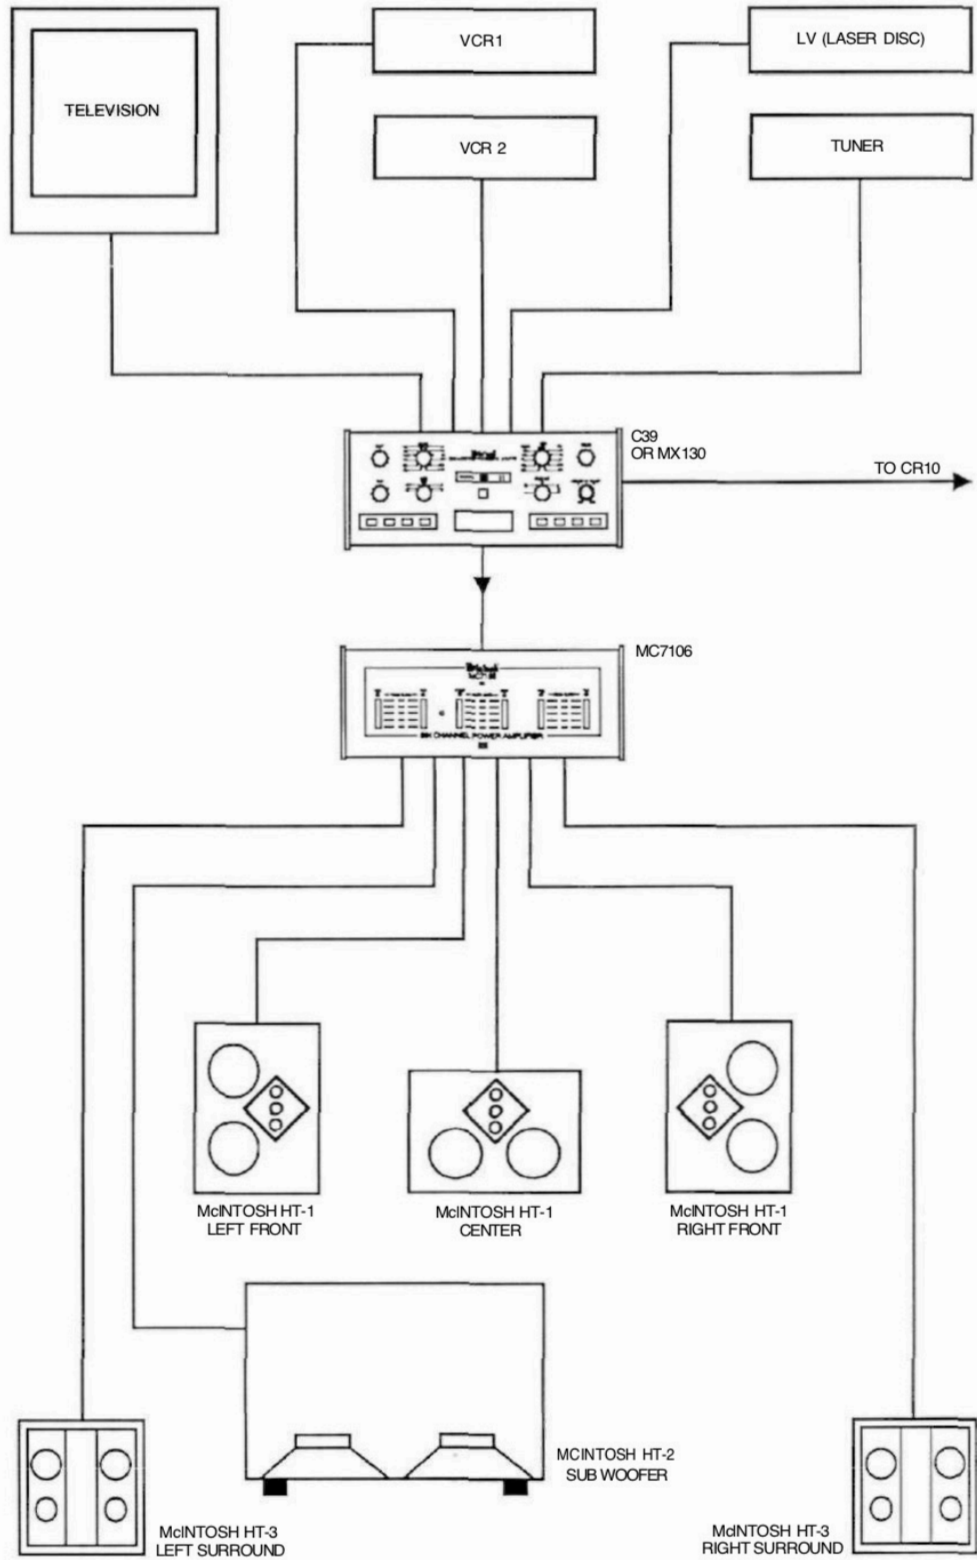 TELEVISION
VCR1
LV (LASER DISC)
VCR 2
TUNER
C39
OR MX130
TO CR10
MC7106
SIX CHANNEL POWER AMPLIFIER
McINTOSH HT-1
LEFT FRONT
McINTOSH HT-1
CENTER
McINTOSH HT-1
RIGHT FRONT
MCINTOSH HT-2
SUB WOOFER
McINTOSH HT-3
LEFT SURROUND
McINTOSH HT-3
RIGHT SURROUND